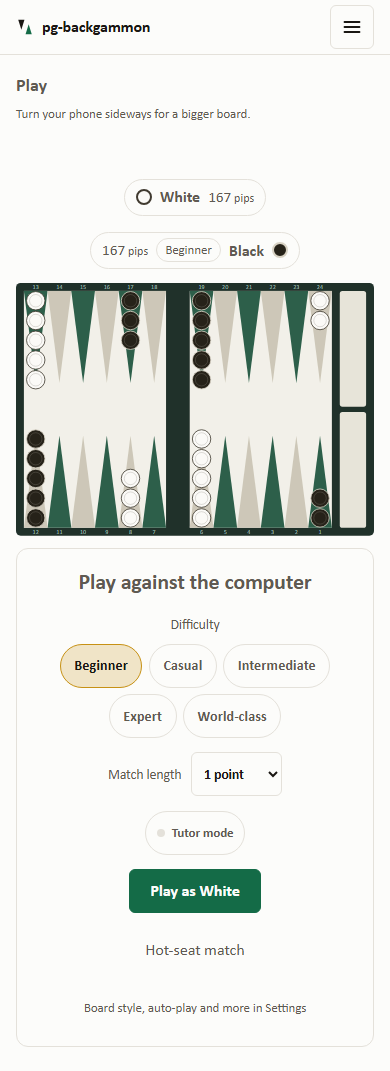 pg-backgammon
Play
Turn your phone sideways for a bigger board.
White 167 pips
167 pips Beginner Black
13 14 15 16 17 18 19 20 21 22 23 24
12 11 10 9 8 7 6 5 4 3 2 1
Play against the computer
Difficulty
Beginner Casual Intermediate
Expert World-class
Match length 1 point
Tutor mode
Play as White
Hot-seat match
Board style, auto-play and more in Settings